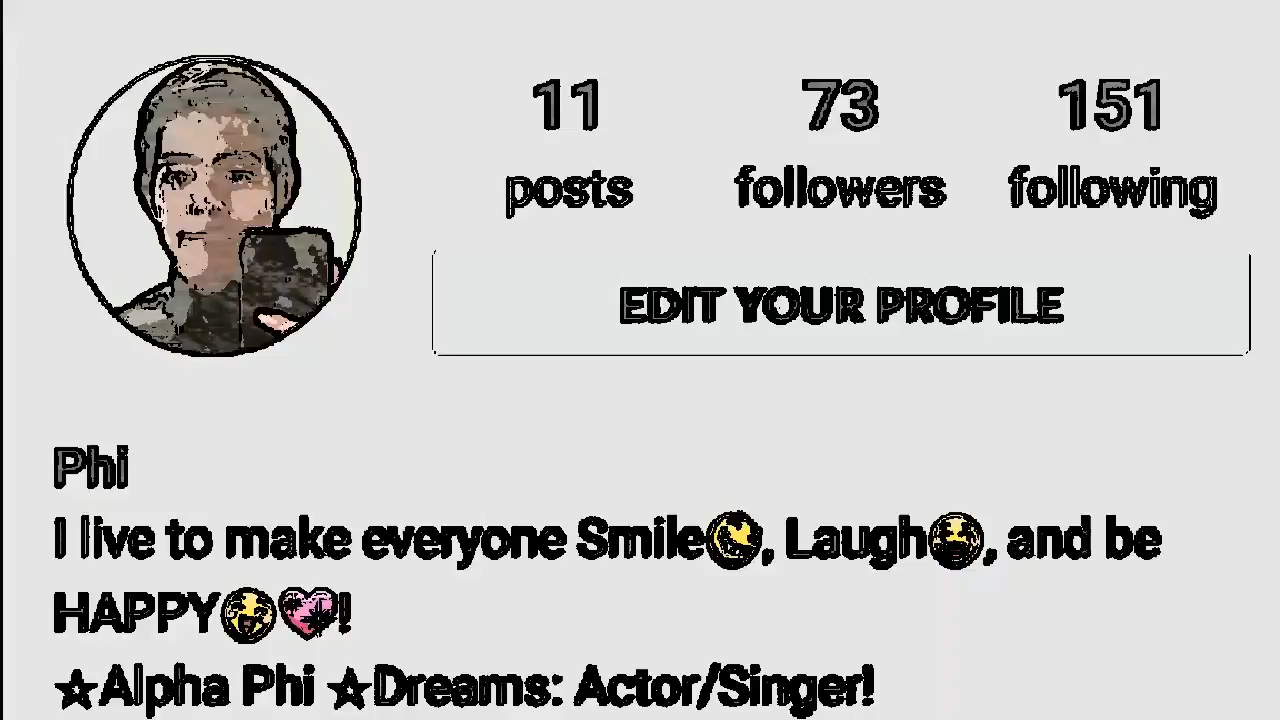 11 73 151
posts followers following
EDIT YOUR PROFILE
Phi
I live to make everyone Smile, Laugh, and be
HAPPY!
☆Alpha Phi ☆Dreams: Actor/Singer!